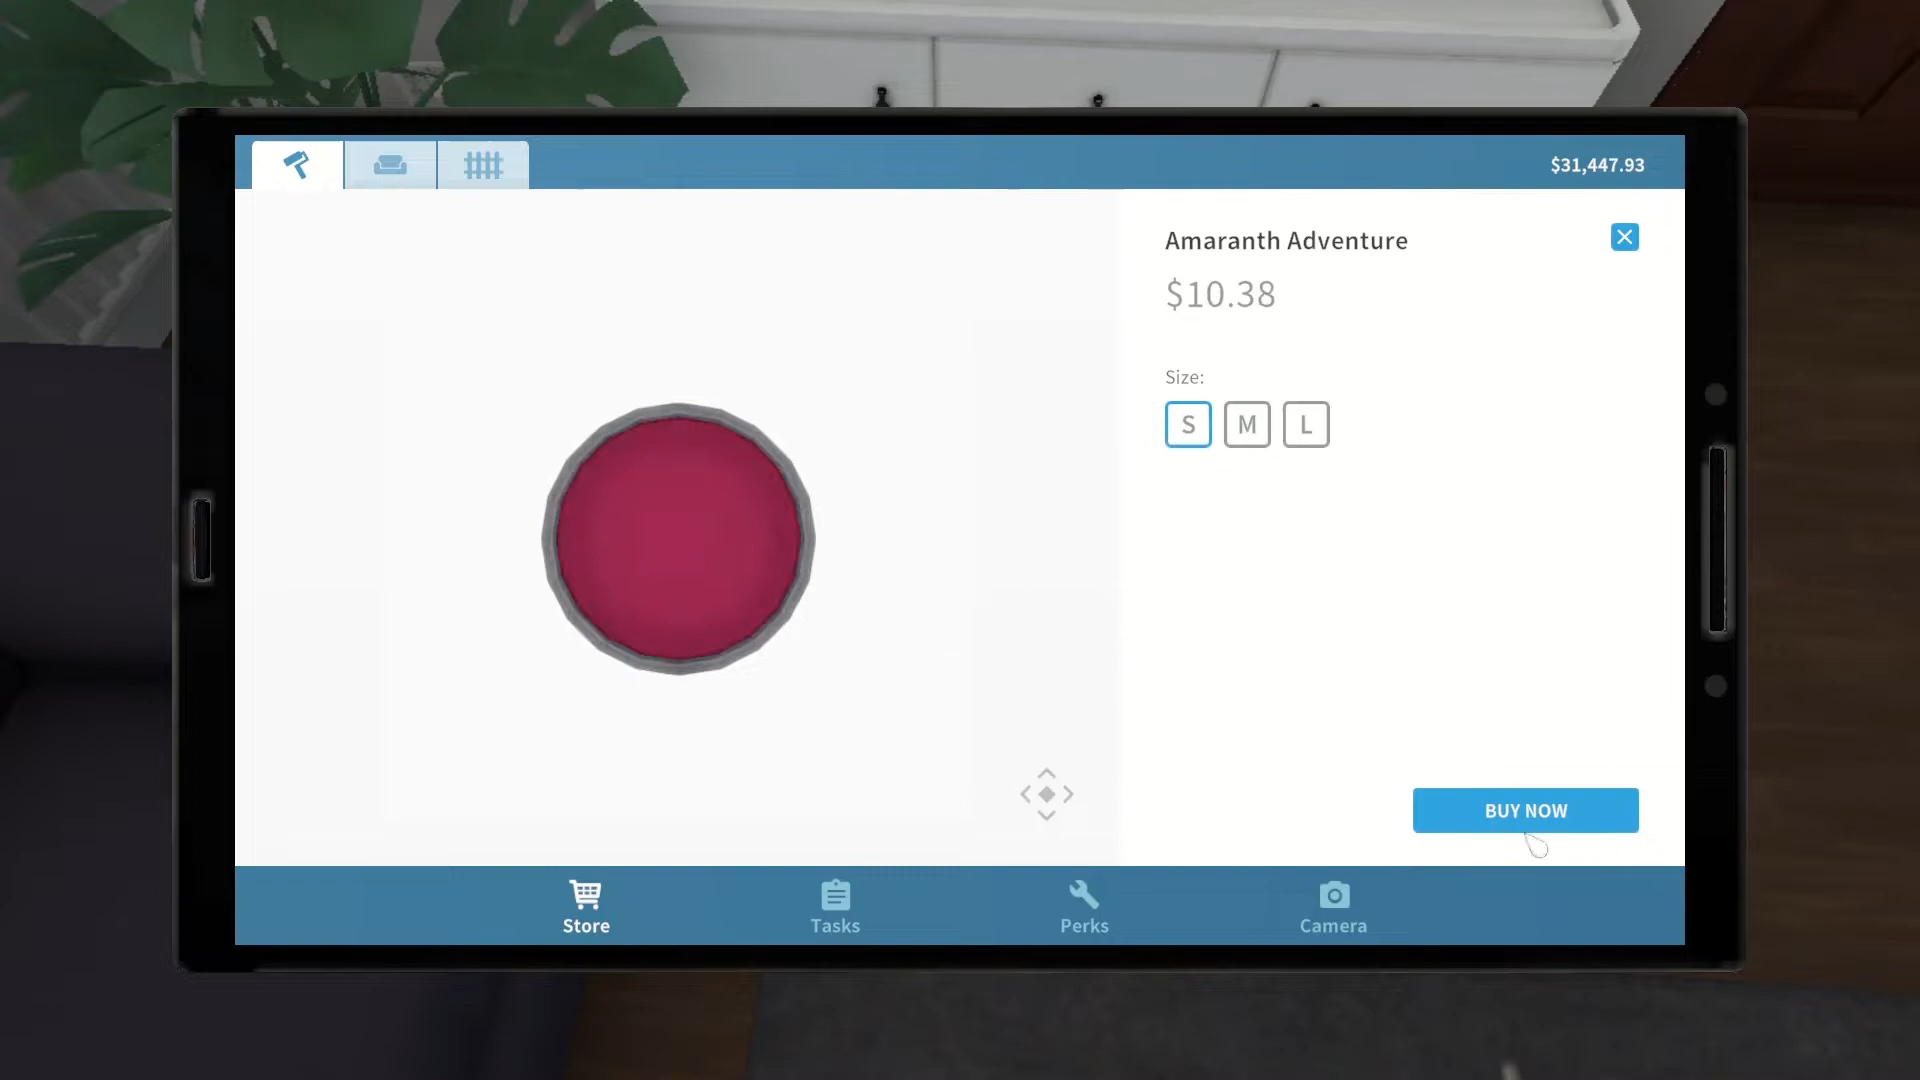 $31,447.93
Amaranth Adventure
$10.38
Size:
S M L
BUY NOW
Store Tasks Perks Camera